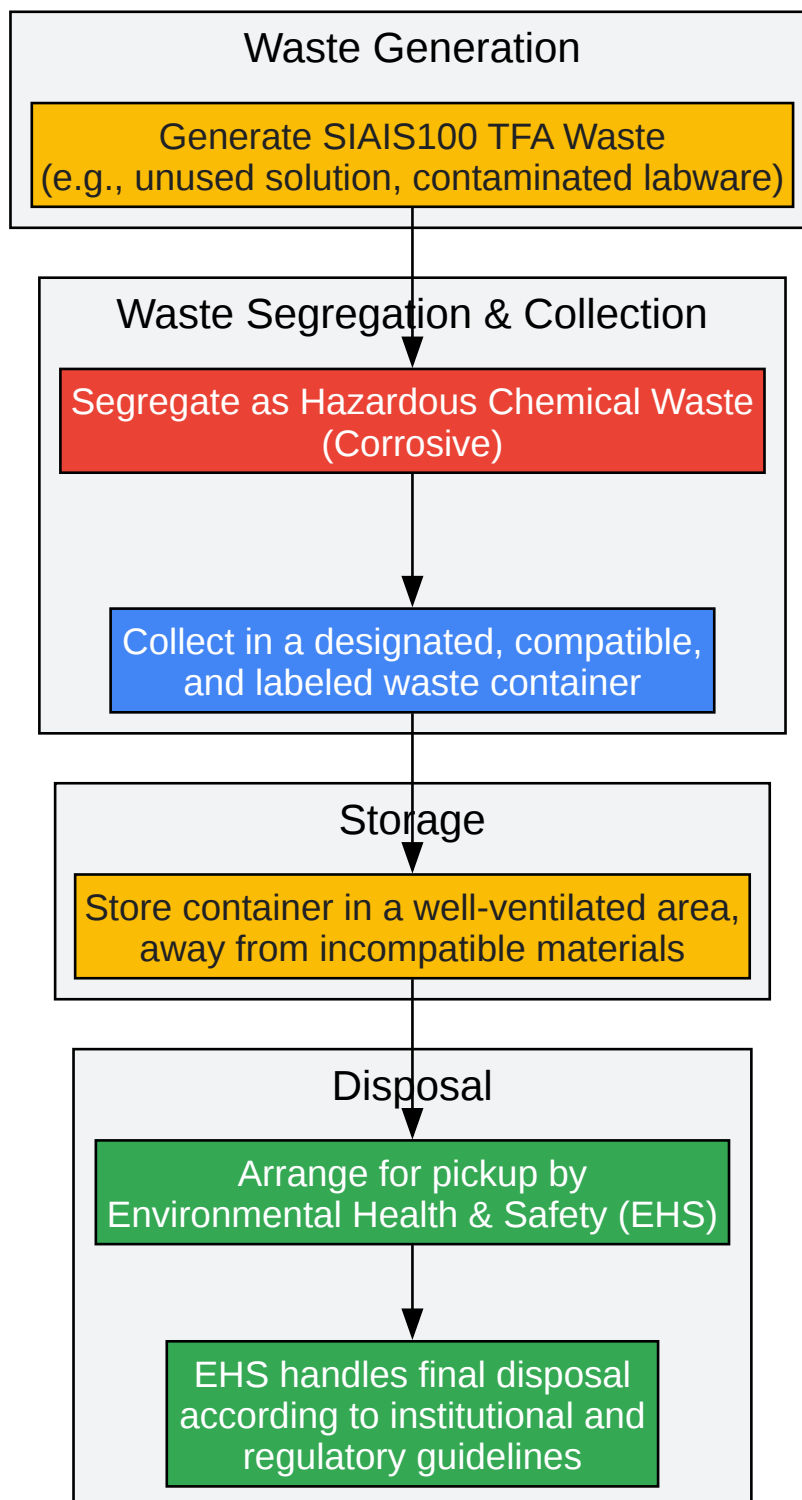 Waste Generation
Generate SIAIS100 TFA Waste
(e.g., unused solution, contaminated labware)
Waste Segregation & Collection
Segregate as Hazardous Chemical Waste
(Corrosive)
Collect in a designated, compatible,
and labeled waste container
Storage
Store container in a well-ventilated area,
away from incompatible materials
Disposal
Arrange for pickup by
Environmental Health & Safety (EHS)
EHS handles final disposal
according to institutional and
regulatory guidelines